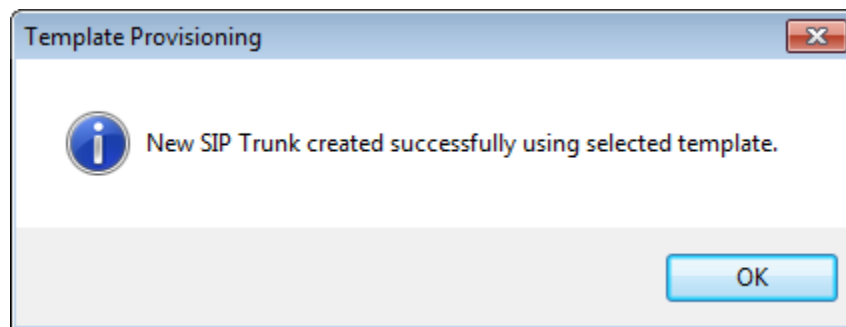 Template Provisioning
New SIP Trunk created successfully using selected template.
OK